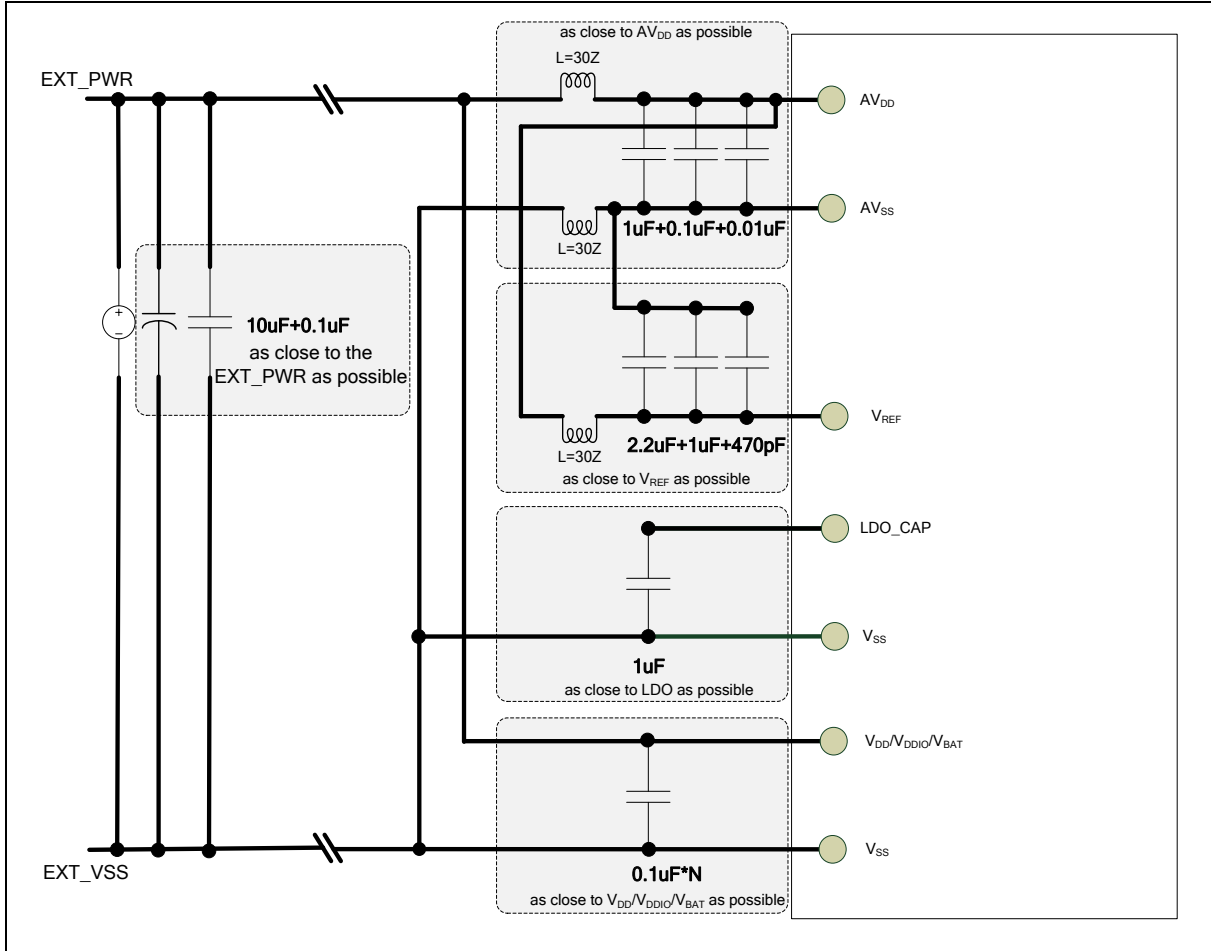 as close to AVDD as possible
L=30Z
EXT_PWR
AVDD
AVSS
1uF+0.1uF+0.01uF
L=30Z
10uF+0.1uF
as close to the
EXT_PWR as possible
VREF
2.2uF+1uF+470pF
L=30Z
as close to VREF as possible
LDO_CAP
VSS
1uF
as close to LDO as possible
VDD/VDDIO/VBAT
VSS
EXT_VSS
0.1uF*N
as close to VDD/VDDIO/VBAT as possible